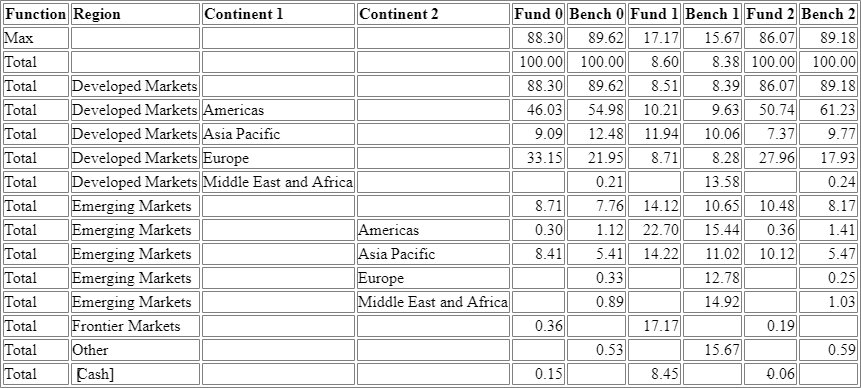 Function Region Continent 1 Continent 2 Fund 0 Bench 0 Fund 1 Bench 1 Fund 2 Bench 2
Max 88.30 89.62 17.17 15.67 86.07 89.18
Total 100.00 100.00 8.60 8.38 100.00 100.00
Total Developed Markets 88.30 89.62 8.51 8.39 86.07 89.18
Total Developed Markets Americas 46.03 54.98 10.21 9.63 50.74 61.23
Total Developed Markets Asia Pacific 9.09 12.48 11.94 10.06 7.37 9.77
Total Developed Markets Europe 33.15 21.95 8.71 8.28 27.96 17.93
Total Developed Markets Middle East and Africa 0.21 13.58 0.24
Total Emerging Markets 8.71 7.76 14.12 10.65 10.48 8.17
Total Emerging Markets Americas 0.30 1.12 22.70 15.44 0.36 1.41
Total Emerging Markets Asia Pacific 8.41 5.41 14.22 11.02 10.12 5.47
Total Emerging Markets Europe 0.33 12.78 0.25
Total Emerging Markets Middle East and Africa 0.89 14.92 1.03
Total Frontier Markets 0.36 17.17 0.19
Total Other 0.53 15.67 0.59
Total [Cash] 0.15 8.45 -0.06